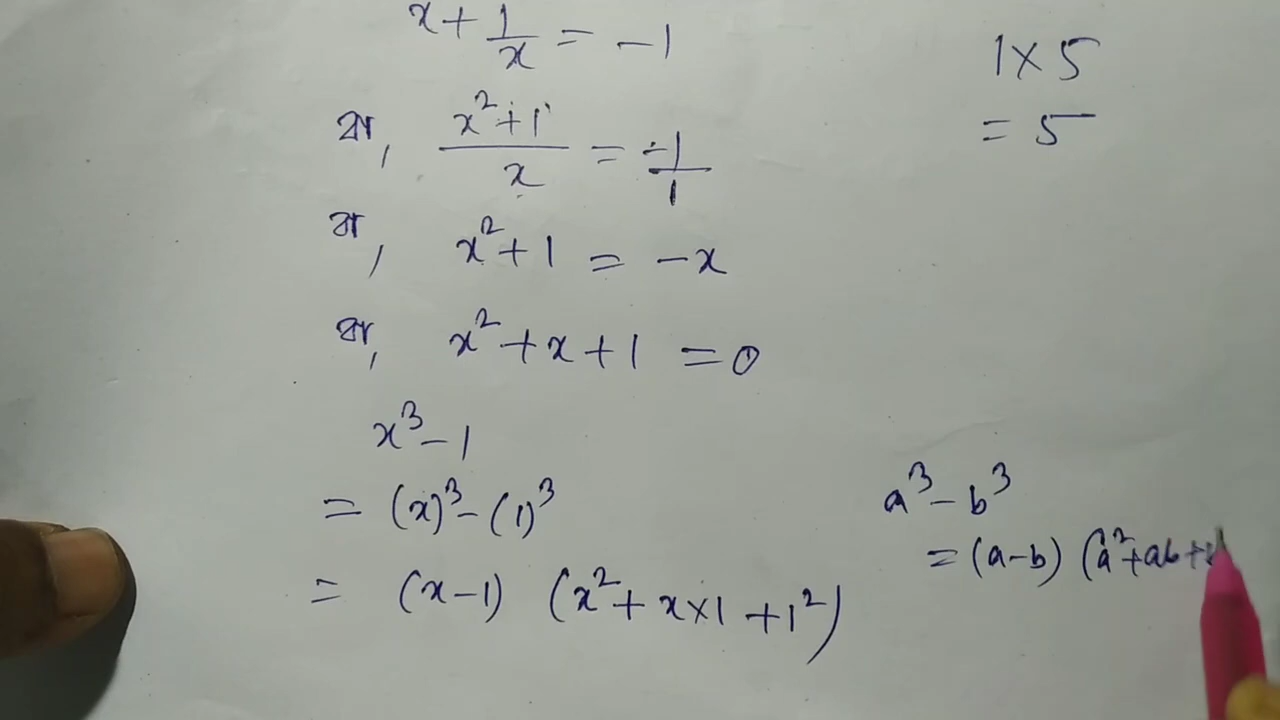 x + 1/x = -1
বা, (x² + 1)/x = -1/1
বা, x² + 1 = -x
বা, x² + x + 1 = 0
x³ - 1
= (x)³ - (1)³
= (x - 1) (x² + x × 1 + 1²)
1 × 5
= 5
a³ - b³
= (a - b) (a² + ab +